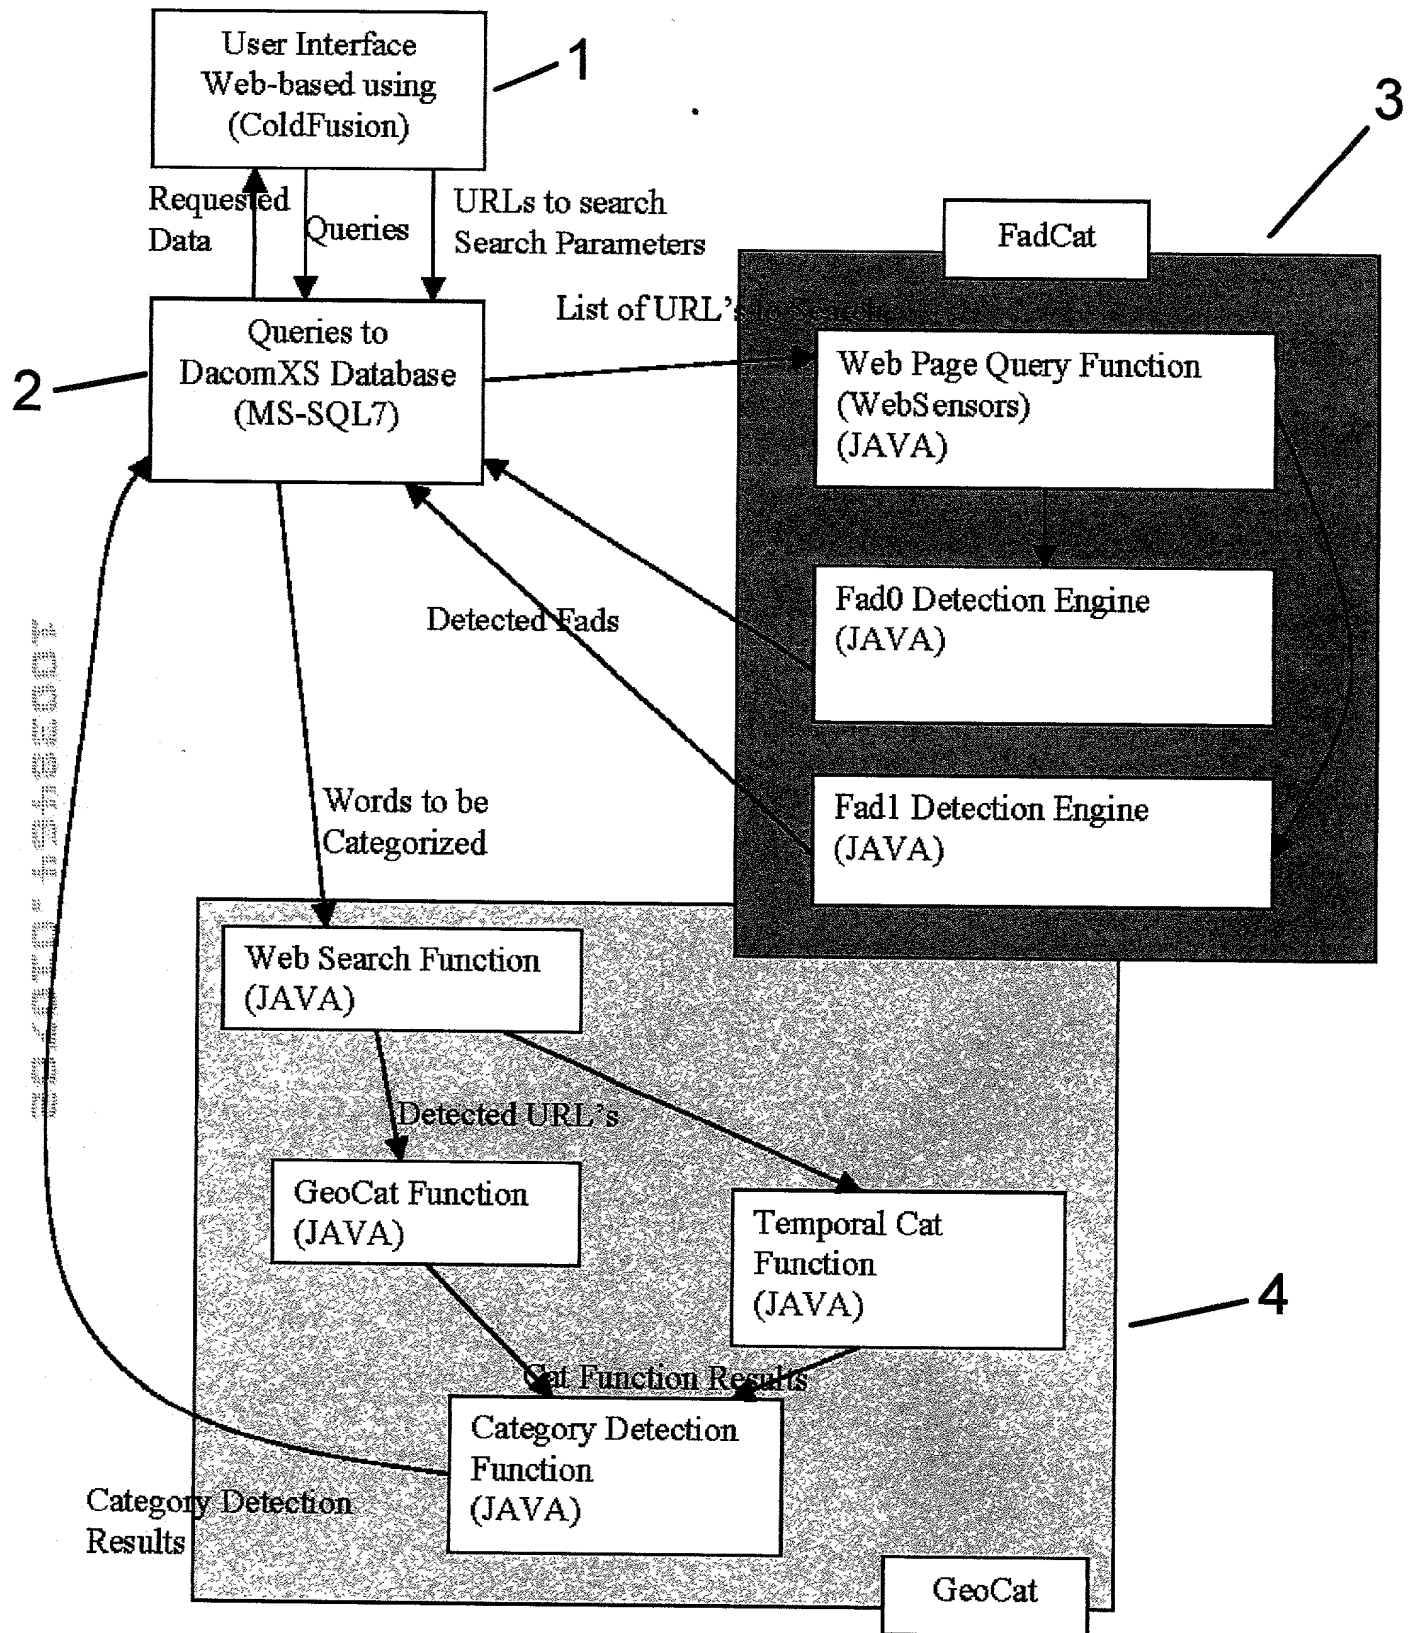 User Interface
Web-based using
(ColdFusion)
1
3
Requested
Data
Queries
URLs to search
Search Parameters
FadCat
List of URL's to Search
Queries to
DacomXS Database
(MS-SQL7)
2
Web Page Query Function
(WebSensors)
(JAVA)
Fad0 Detection Engine
(JAVA)
Detected Fads
Fad1 Detection Engine
(JAVA)
Words to be
Categorized
Web Search Function
(JAVA)
Detected URL's
GeoCat Function
(JAVA)
Temporal Cat
Function
(JAVA)
4
Cat Function Results
Category Detection
Function
(JAVA)
Category Detection
Results
GeoCat